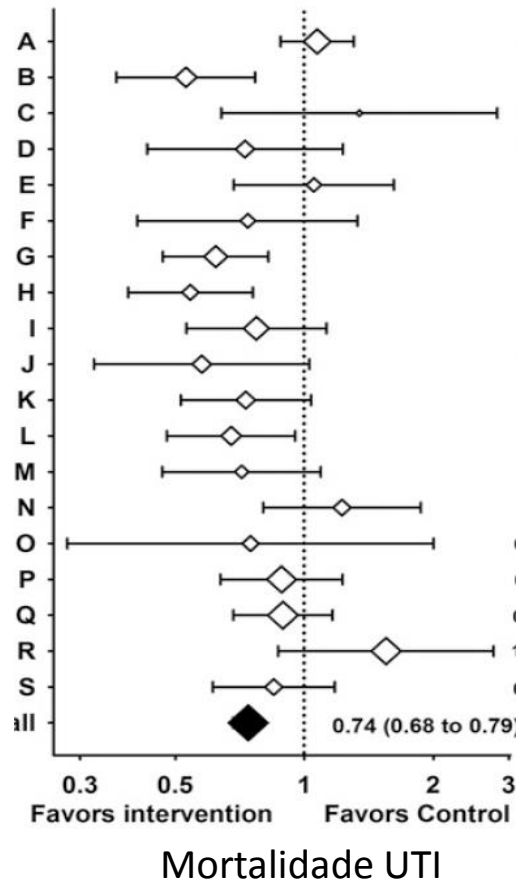 A
B
C
D
E
F
G
H
I
J
K
L
M
N
O
P
Q
R
S
all 0.74 (0.68 to 0.79)
0.3 0.5 1 2 3
Favors intervention Favors Control
Mortalidade UTI